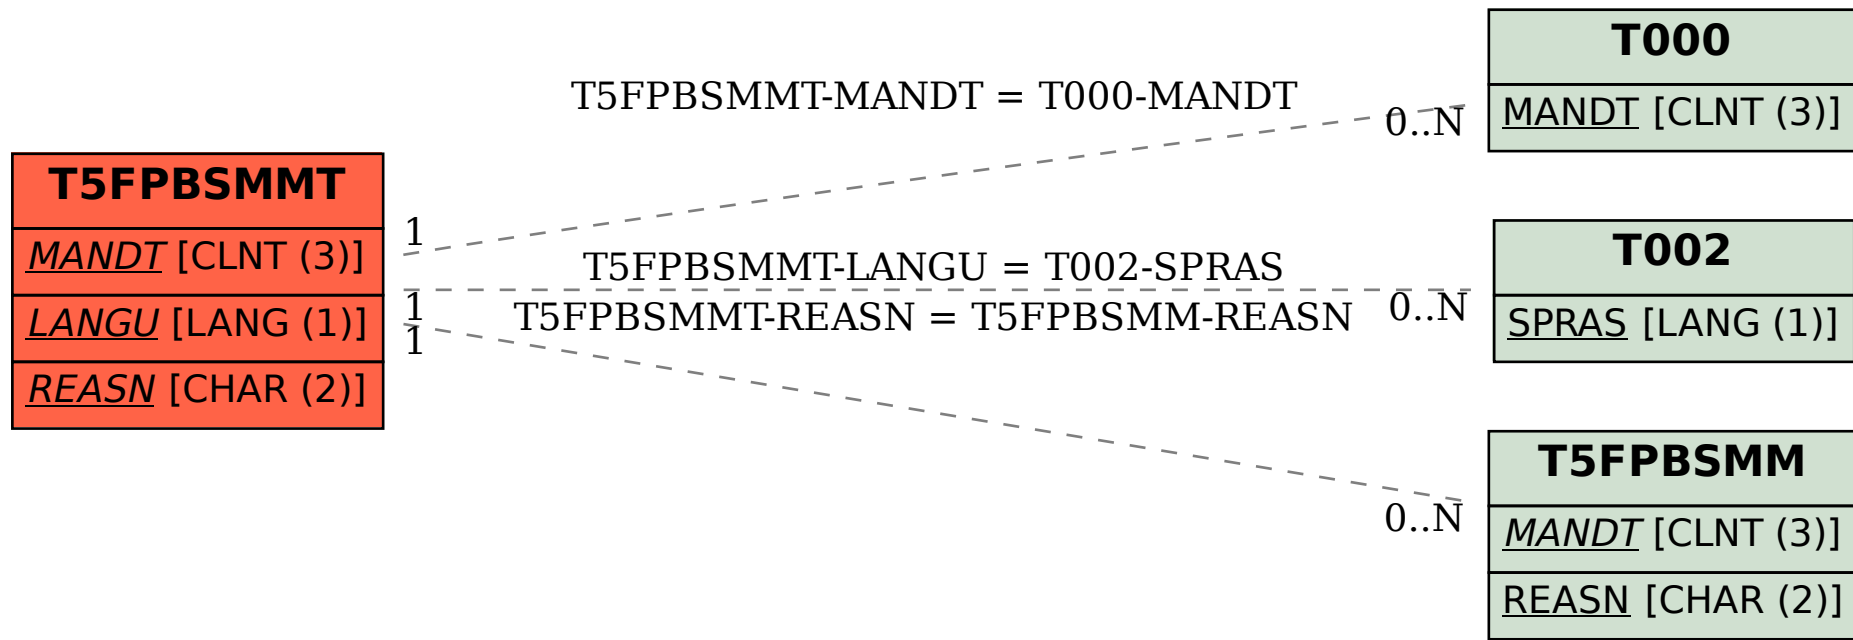 T5FPBSMMT
MANDT [CLNT (3)]
LANGU [LANG (1)]
REASN [CHAR (2)]
T5FPBSMMT-MANDT = T000-MANDT
1
0..N
T5FPBSMMT-LANGU = T002-SPRAS
1
0..N
T5FPBSMMT-REASN = T5FPBSMM-REASN
1
0..N
T000
MANDT [CLNT (3)]
T002
SPRAS [LANG (1)]
T5FPBSMM
MANDT [CLNT (3)]
REASN [CHAR (2)]